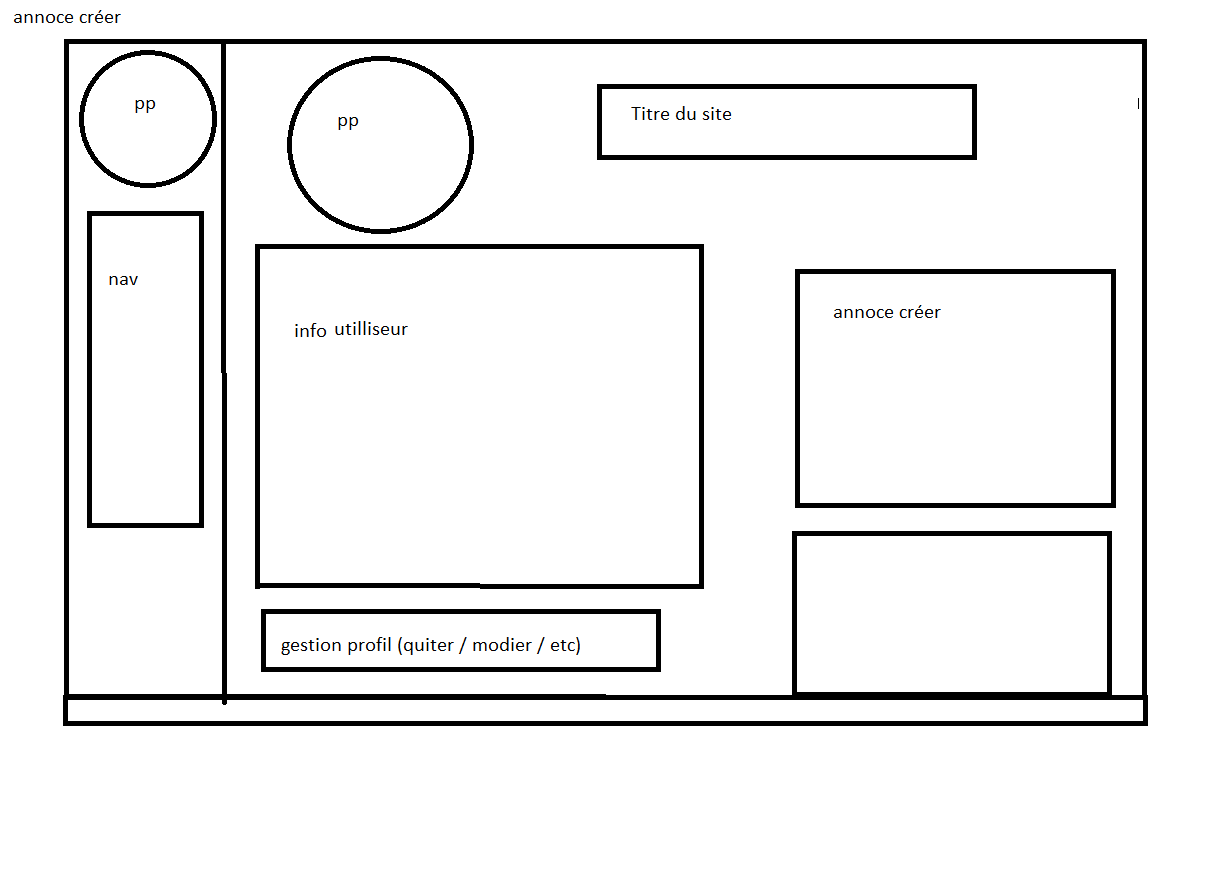 annoce créer
pp
pp
Titre du site
nav
info utilliseur
annoce créer
gestion profil (quiter / modier / etc)